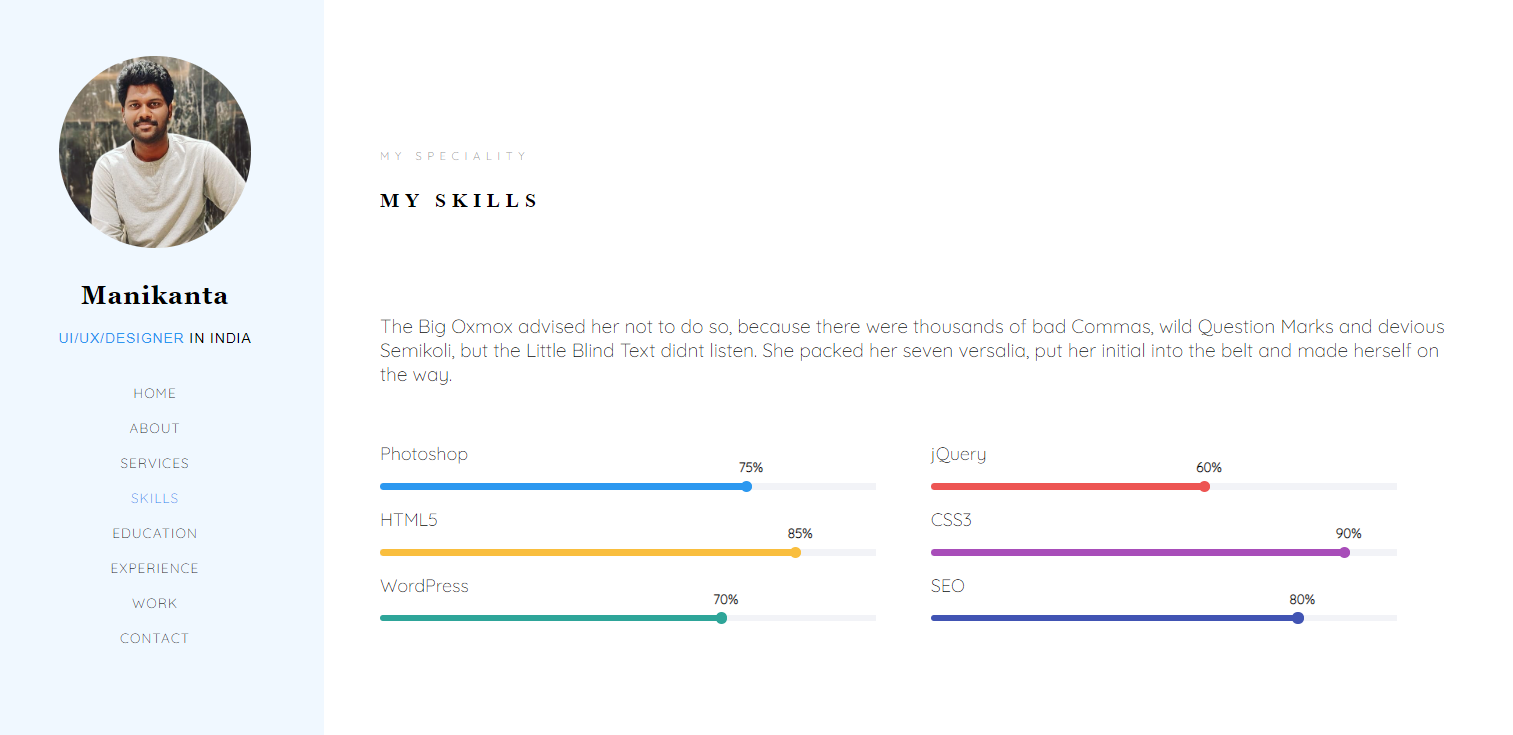 Manikanta
UI/UX/DESIGNER IN INDIA
HOME
ABOUT
SERVICES
SKILLS
EDUCATION
EXPERIENCE
WORK
CONTACT
MY SPECIALITY
MY SKILLS
The Big Oxmox advised her not to do so, because there were thousands of bad Commas, wild Question Marks and devious
Semikoli, but the Little Blind Text didnt listen. She packed her seven versalia, put her initial into the belt and made herself on
the way.
Photoshop
75%
jQuery
60%
HTML5
85%
CSS3
90%
WordPress
70%
SEO
80%